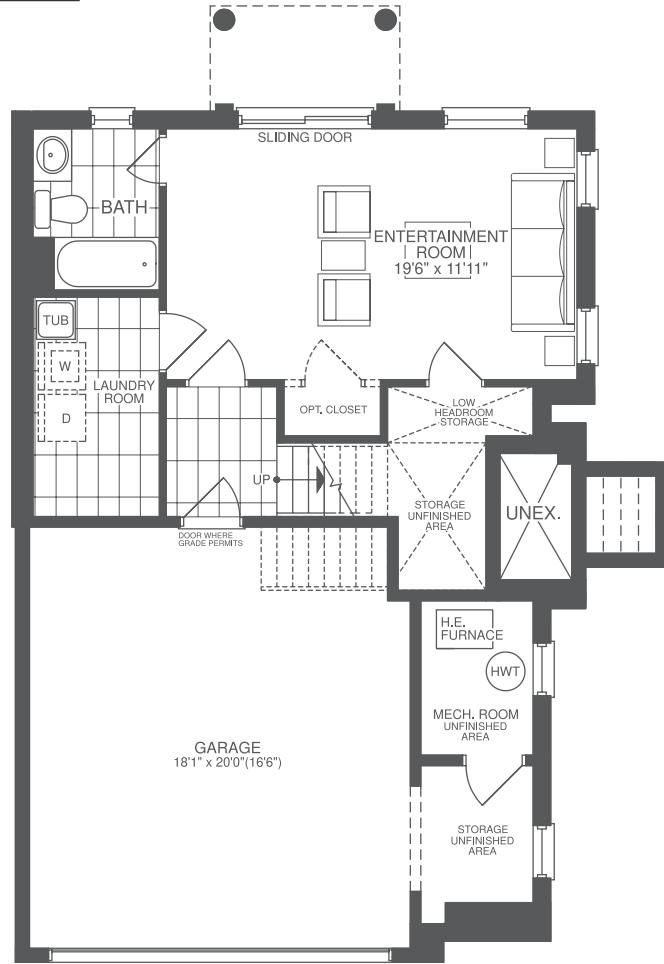 SLIDING DOOR
BATH
ENTERTAINMENT
ROOM
19'6" x 11'11"
TUB
W
LAUNDRY
ROOM
D
OPT. CLOSET
LOW
HEADROOM
STORAGE
UP
STORAGE
UNFINISHED
AREA
UNEX.
DOOR WHERE
GRADE PERMITS
H.E.
FURNACE
HWT
MECH. ROOM
UNFINISHED
AREA
GARAGE
18'1" x 20'0"(16'6")
STORAGE
UNFINISHED
AREA